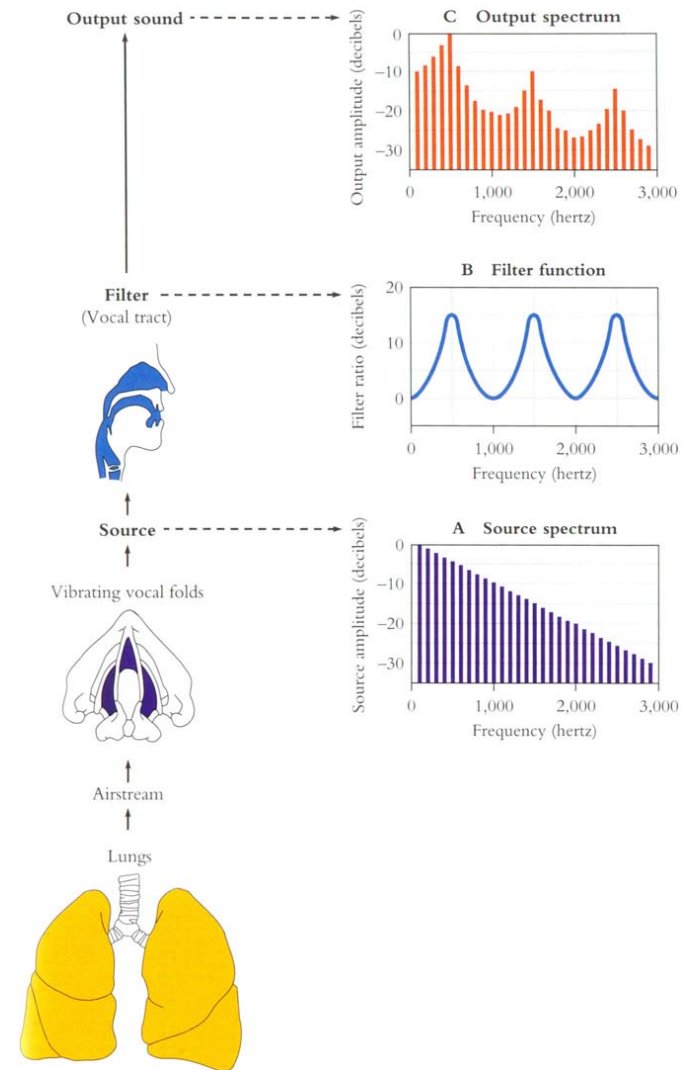 Output sound
C Output spectrum
Output amplitude (decibels)
0
−10
−20
−30
0 1,000 2,000 3,000
Frequency (hertz)
Filter
(Vocal tract)
B Filter function
Filter ratio (decibels)
20
10
0
0 1,000 2,000 3,000
Frequency (hertz)
Source
A Source spectrum
Source amplitude (decibels)
0
−10
−20
−30
0 1,000 2,000 3,000
Frequency (hertz)
Vibrating vocal folds
Airstream
Lungs